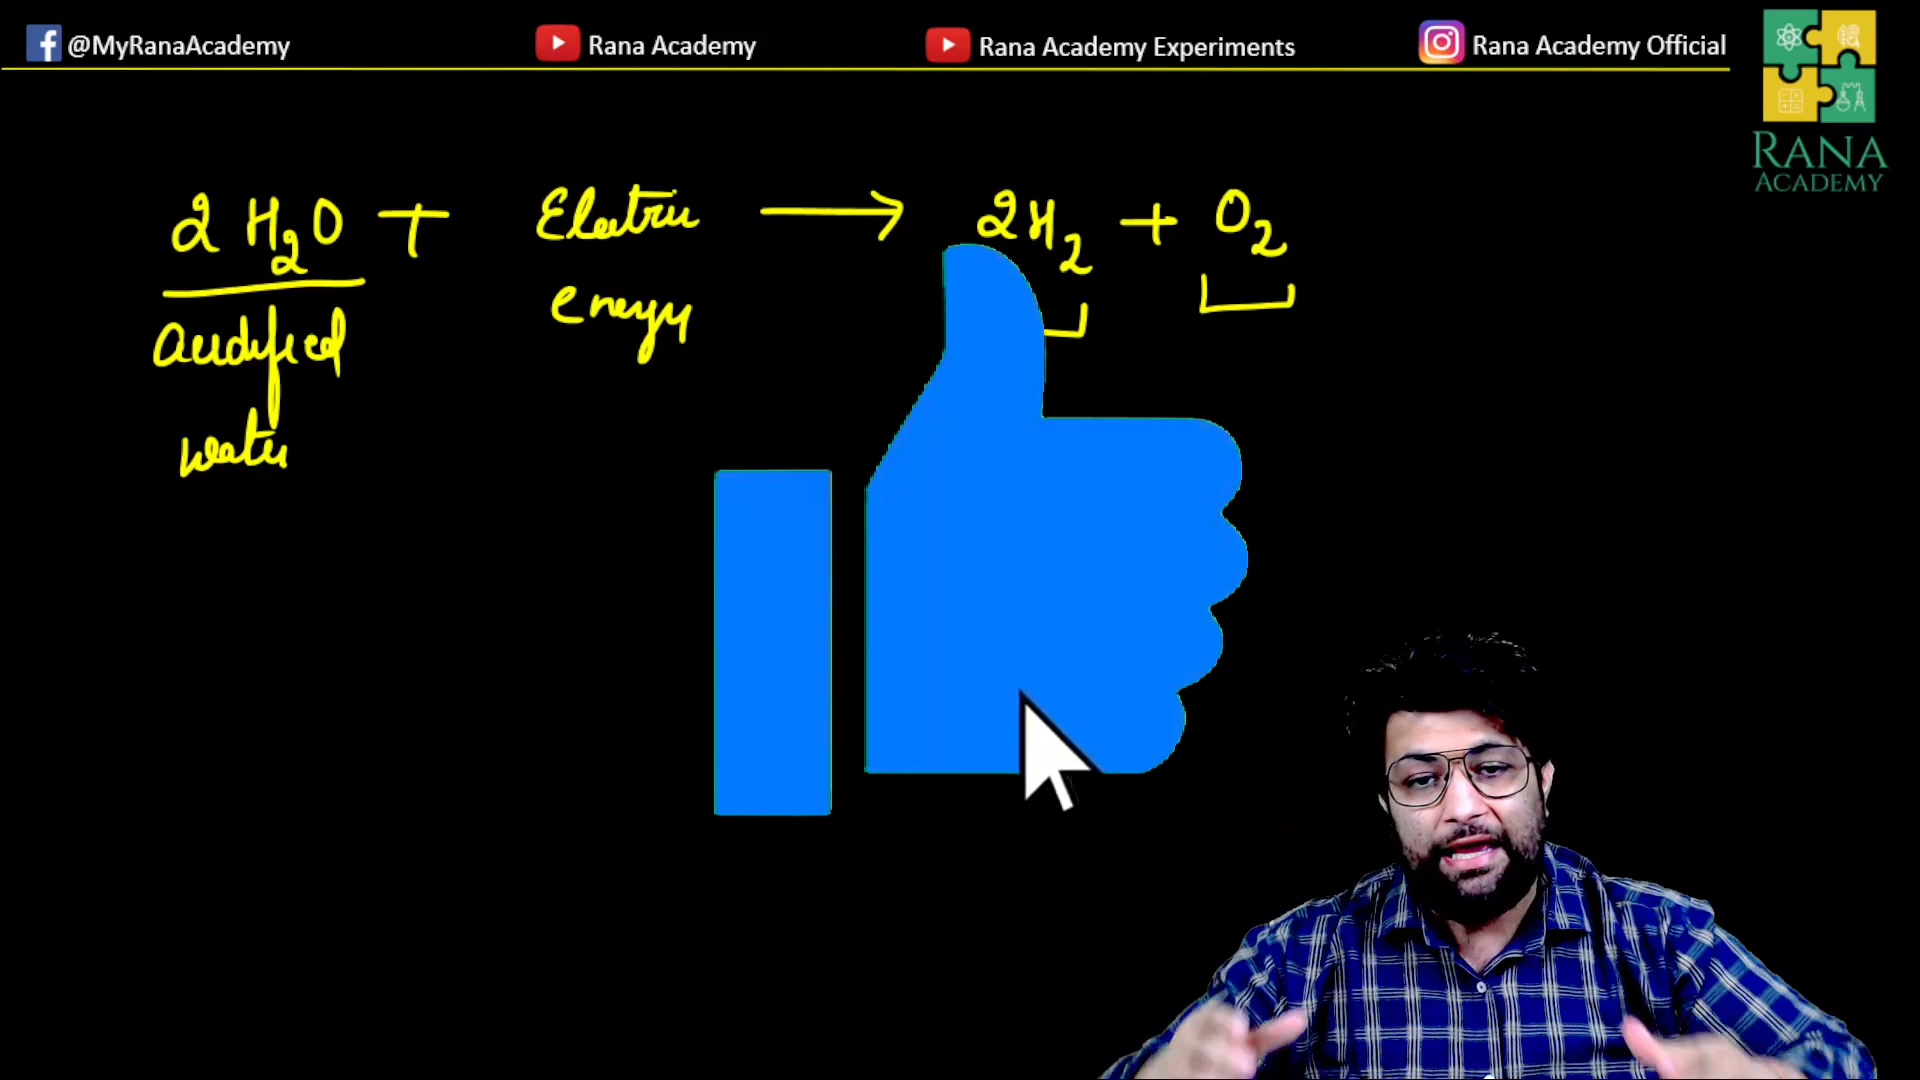 @MyRanaAcademy
Rana Academy
Rana Academy Experiments
Rana Academy Official
RANA
ACADEMY
2 H₂O + Electric ⟶ 2H₂ + O₂
energy
acidified
water